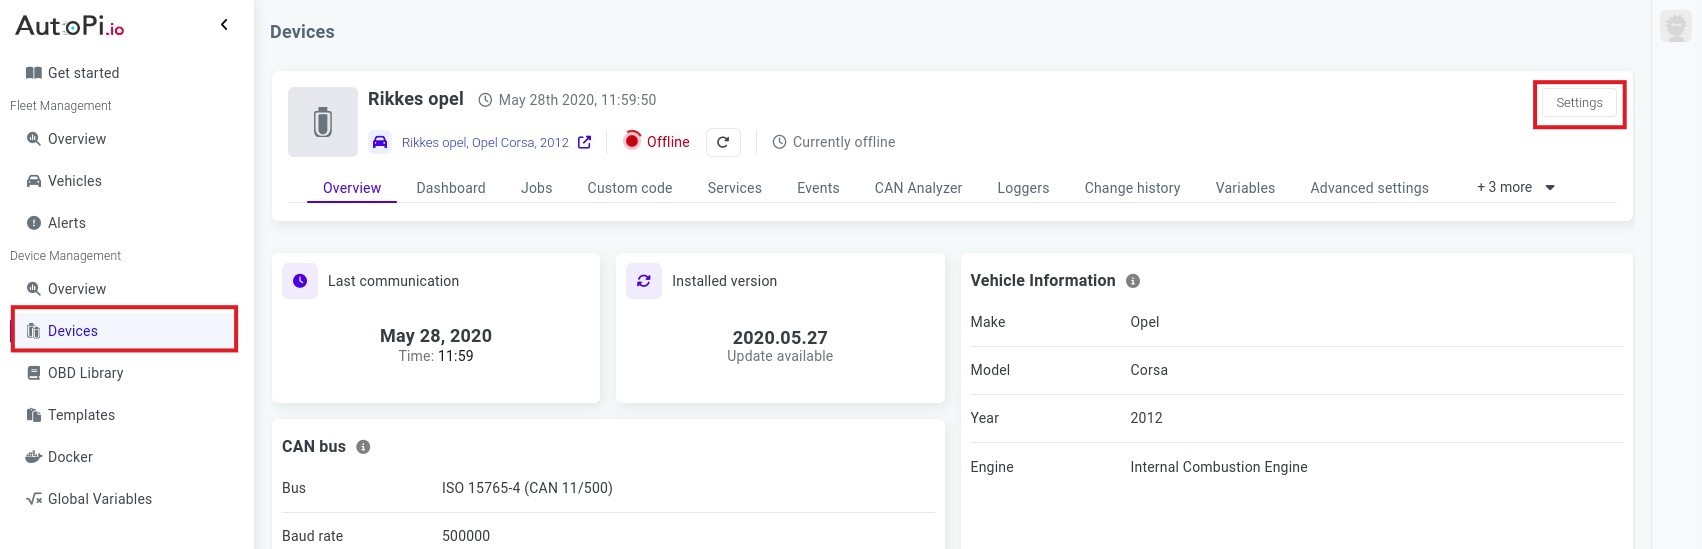 AutoPi.io
Get started
Fleet Management
Overview
Vehicles
Alerts
Device Management
Overview
Devices
OBD Library
Templates
Docker
Global Variables
Devices
Rikkes opel May 28th 2020, 11:59:50
Settings
Rikkes opel, Opel Corsa, 2012 Offline Currently offline
Overview Dashboard Jobs Custom code Services Events CAN Analyzer Loggers Change history Variables Advanced settings + 3 more
Last communication
May 28, 2020
Time: 11:59
Installed version
2020.05.27
Update available
CAN bus
Bus ISO 15765-4 (CAN 11/500)
Baud rate 500000
Vehicle Information
Make Opel
Model Corsa
Year 2012
Engine Internal Combustion Engine